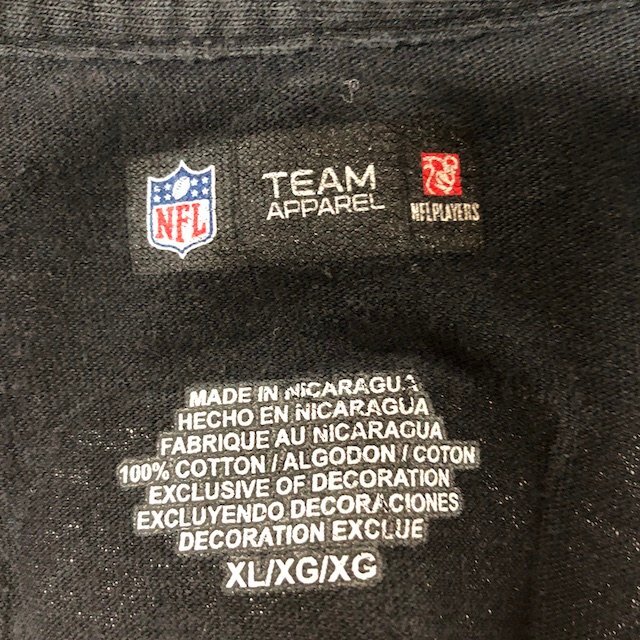 NFL
TEAM
APPAREL
NFLPLAYERS
MADE IN NICARAGUA
HECHO EN NICARAGUA
FABRIQUE AU NICARAGUA
100% COTTON / ALGODON / COTON
EXCLUSIVE OF DECORATION
EXCLUYENDO DECORACIONES
DECORATION EXCLUE
XL/XG/XG